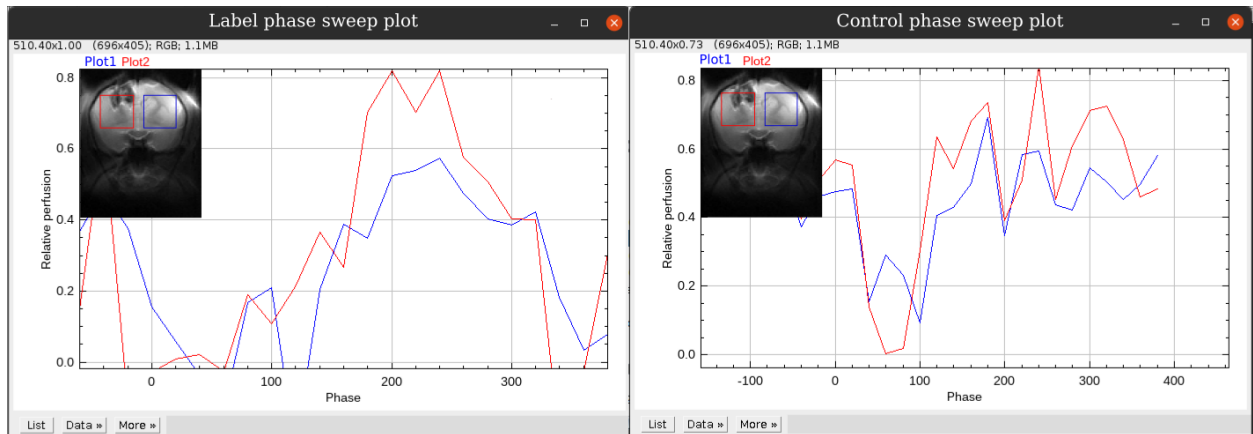 Label phase sweep plot
510.40x1.00 (696x405); RGB; 1.1MB
Plot1 Plot2
0.8
0.6
0.4
0.2
0.0
Relative perfusion
0 100 200 300
Phase
List Data » More »
Control phase sweep plot
510.40x0.73 (696x405); RGB; 1.1MB
Plot1 Plot2
0.8
0.6
0.4
0.2
0.0
Relative perfusion
-100 0 100 200 300 400
Phase
List Data » More »